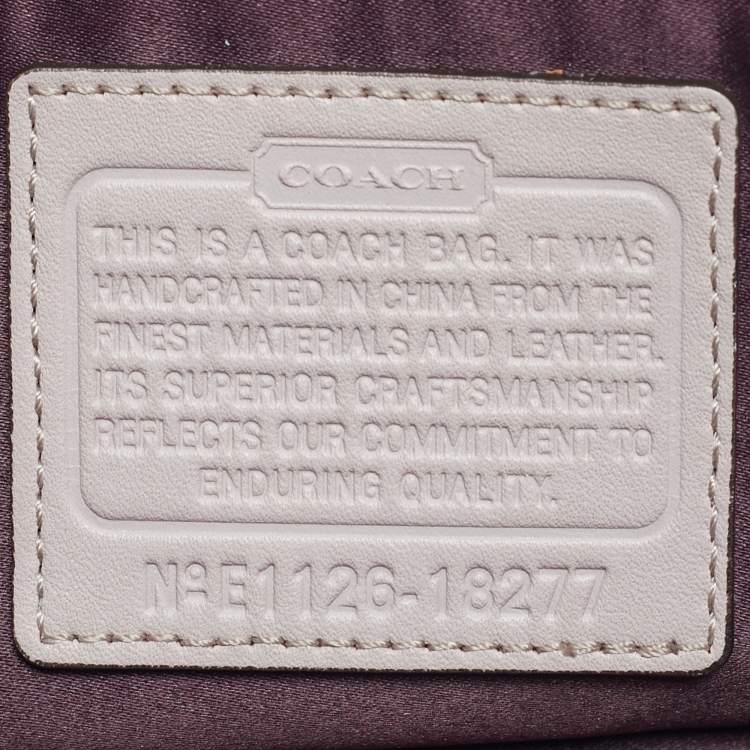 COACH
THIS IS A COACH BAG. IT WAS
HANDCRAFTED IN CHINA FROM THE
FINEST MATERIALS AND LEATHER.
ITS SUPERIOR CRAFTSMANSHIP
REFLECTS OUR COMMITMENT TO
ENDURING QUALITY.
Nº E1126-18277